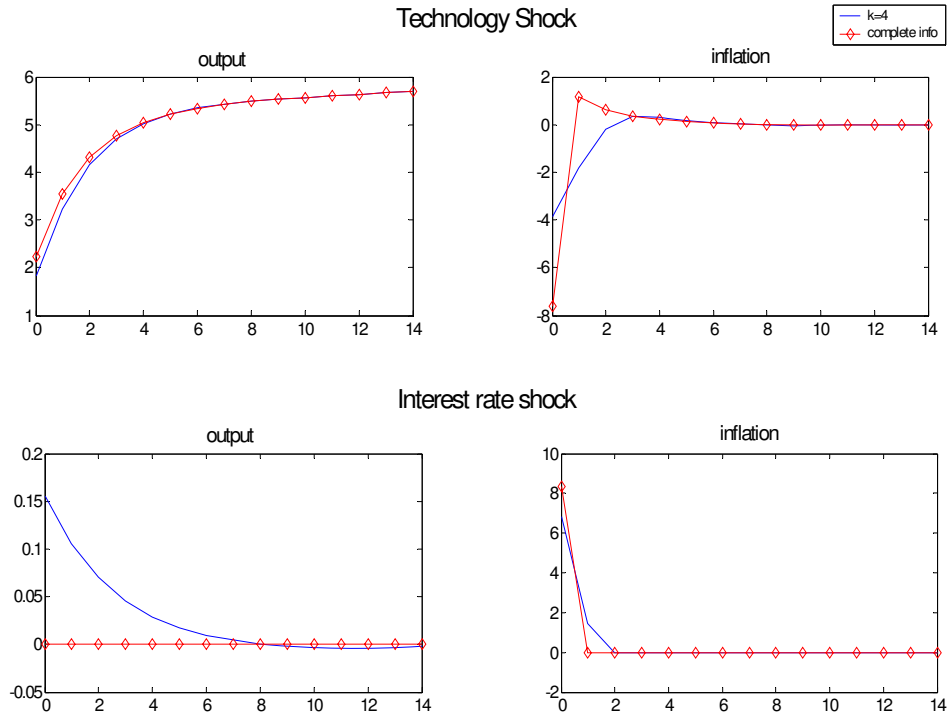 Technology Shock
k=4
complete info
output
6
5
4
3
2
1
0 2 4 6 8 10 12 14
inflation
2
0
-2
-4
-6
-8
0 2 4 6 8 10 12 14
Interest rate shock
output
0.2
0.15
0.1
0.05
0
-0.05
0 2 4 6 8 10 12 14
inflation
10
8
6
4
2
0
-2
0 2 4 6 8 10 12 14